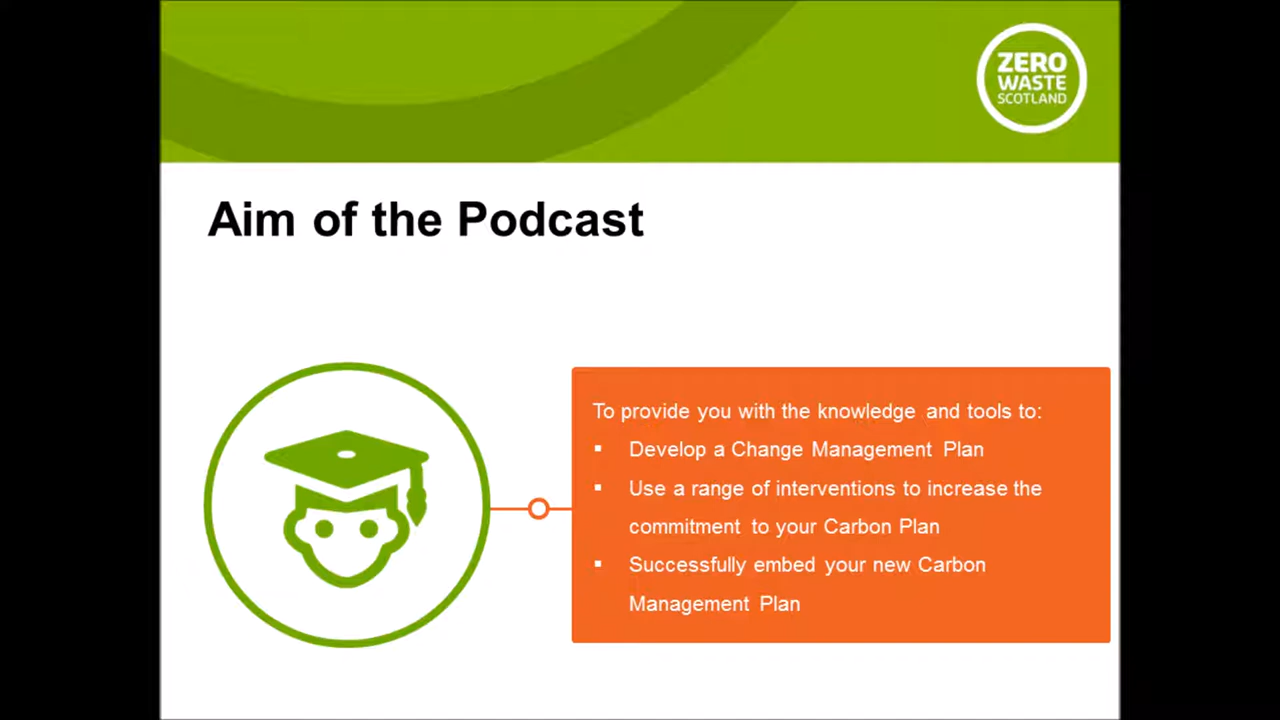 ZERO
WASTE
SCOTLAND
Aim of the Podcast
To provide you with the knowledge and tools to:
▪ Develop a Change Management Plan
▪ Use a range of interventions to increase the
commitment to your Carbon Plan
▪ Successfully embed your new Carbon
Management Plan